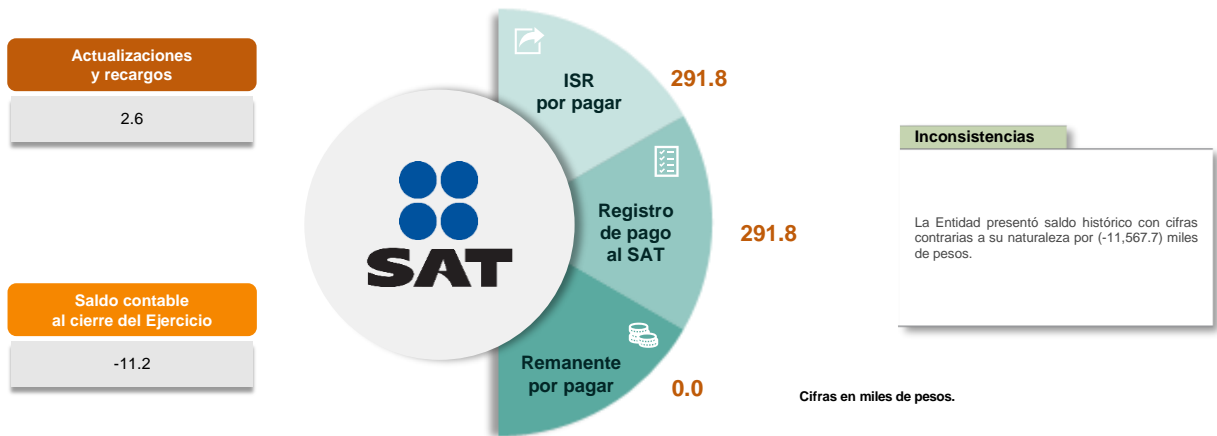 Actualizaciones
y recargos
2.6
Saldo contable
al cierre del Ejercicio
-11.2
SAT
ISR
por pagar
291.8
Registro
de pago
al SAT
291.8
Remanente
por pagar
0.0
Inconsistencias
La Entidad presentó saldo histórico con cifras
contrarias a su naturaleza por (-11,567.7) miles
de pesos.
Cifras en miles de pesos.